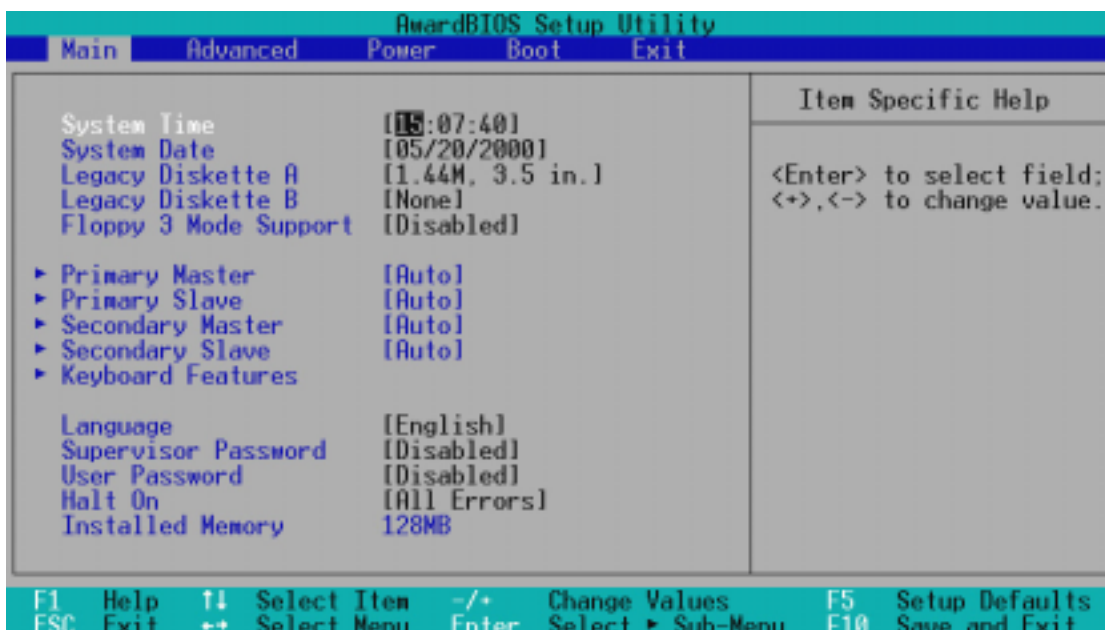 AwardBIOS Setup Utility
Main Advanced Power Boot Exit
Item Specific Help
System Time [15:07:40]
System Date [05/20/2000]
Legacy Diskette A [1.44M, 3.5 in.]
Legacy Diskette B [None]
Floppy 3 Mode Support [Disabled]
<Enter> to select field;
<+>,<-> to change value.
► Primary Master [Auto]
► Primary Slave [Auto]
► Secondary Master [Auto]
► Secondary Slave [Auto]
► Keyboard Features
Language [English]
Supervisor Password [Disabled]
User Password [Disabled]
Halt On [All Errors]
Installed Memory 128MB
F1 Help ↑↓ Select Item -/+ Change Values F5 Setup Defaults
ESC Exit ←→ Select Menu Enter Select ► Sub-Menu F10 Save and Exit